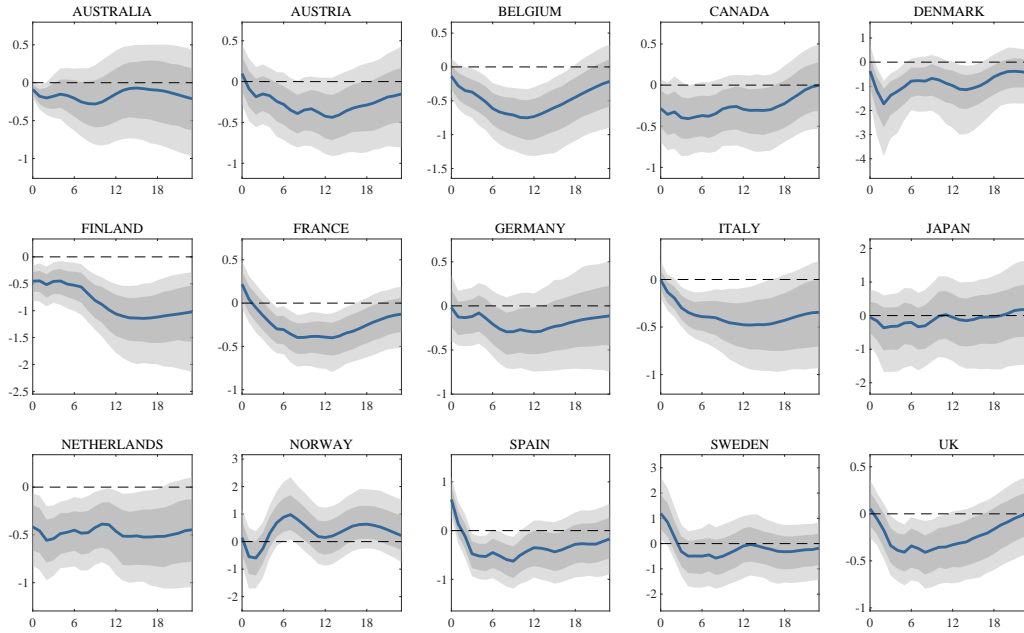 AUSTRALIA AUSTRIA BELGIUM CANADA DENMARK
0.5 0 -0.5 -1 0.5 0 -0.5 -1 0.5 0 -0.5 -1 -1.5 0.5 0 -0.5 -1 1 0 -1 -2 -3 -4
0 6 12 18 0 6 12 18 0 6 12 18 0 6 12 18 0 6 12 18
FINLAND FRANCE GERMANY ITALY JAPAN
0 -0.5 -1 -1.5 -2 -2.5 0.5 0 -0.5 -1 0.5 0 -0.5 -1 0 -0.5 -1 2 1 0 -1 -2
0 6 12 18 0 6 12 18 0 6 12 18 0 6 12 18 0 6 12 18
NETHERLANDS NORWAY SPAIN SWEDEN UK
0 -0.5 -1 3 2 1 0 -1 -2 1 0 -1 3 2 1 0 -1 -2 0.5 0 -0.5 -1
0 6 12 18 0 6 12 18 0 6 12 18 0 6 12 18 0 6 12 18